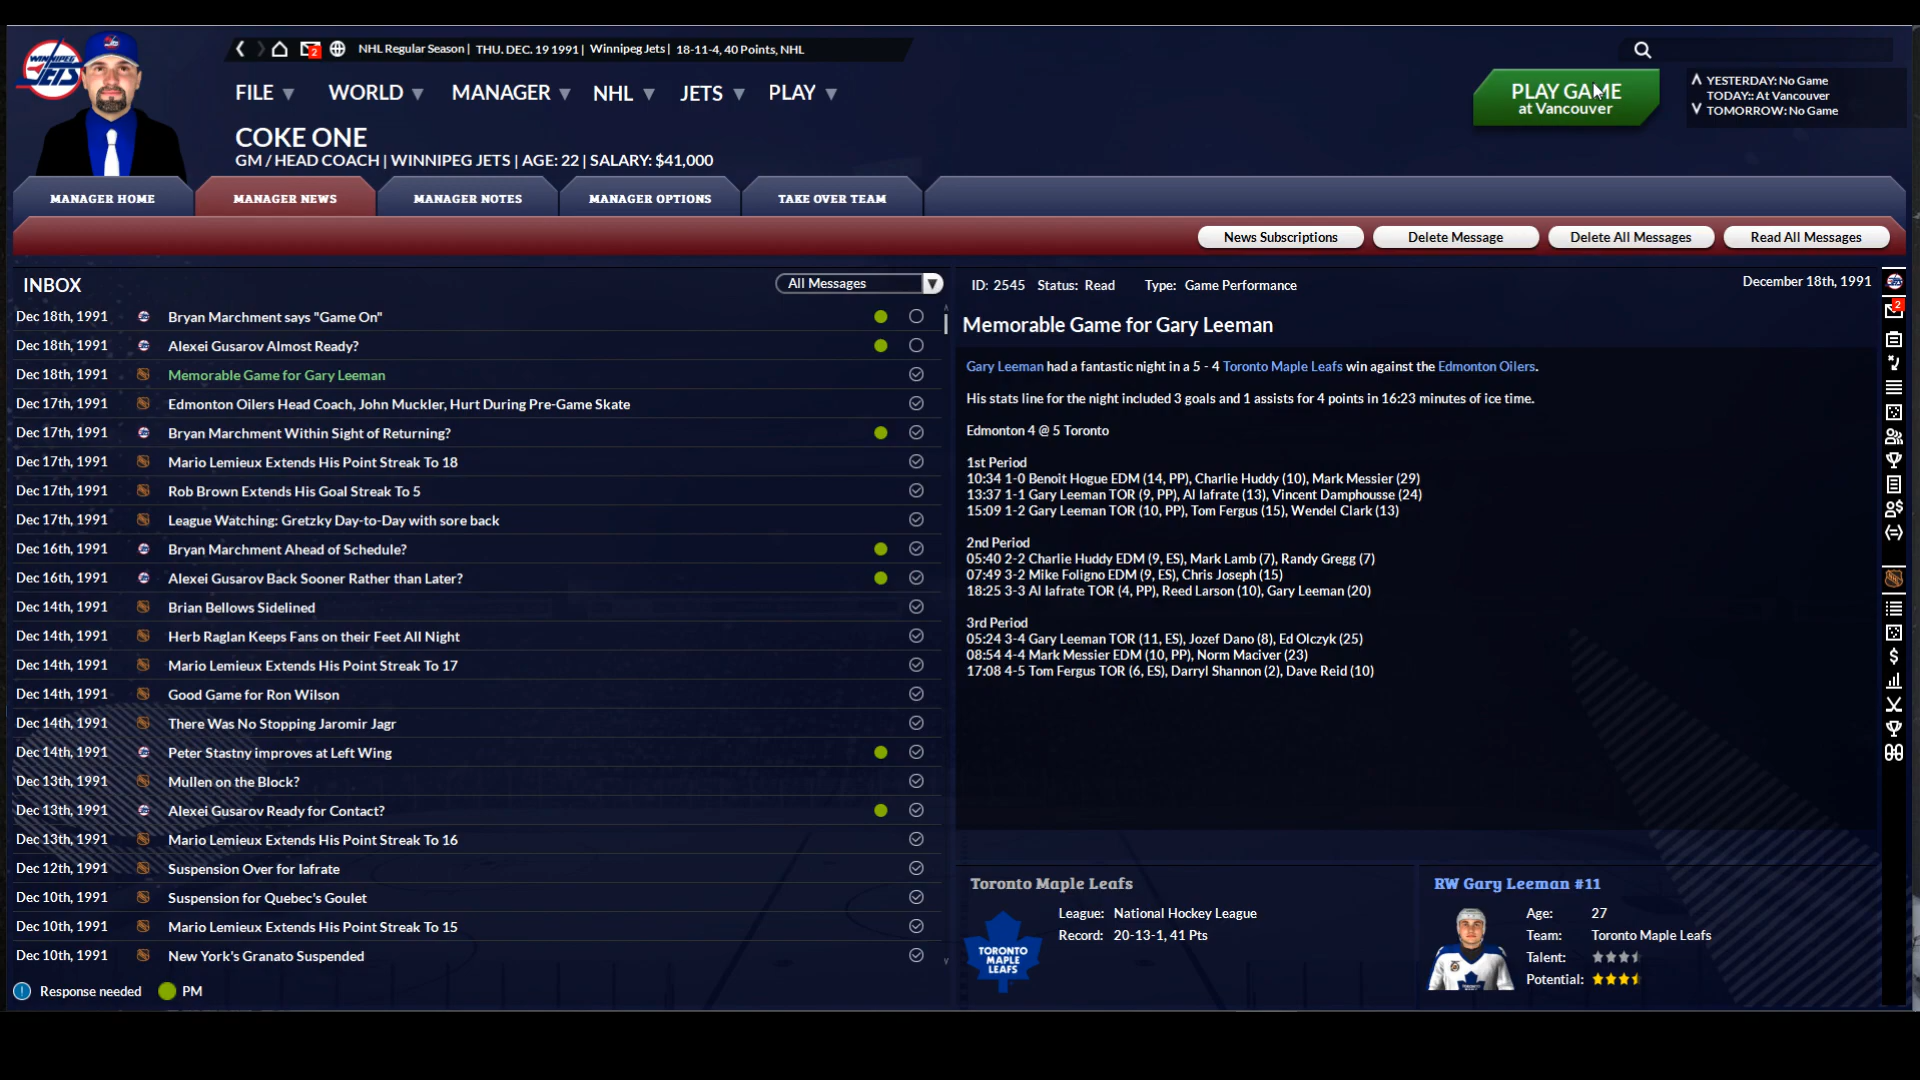 WINNIPEG JETS
2
NHL Regular Season | THU. DEC. 19 1991 | Winnipeg Jets | 18-11-4, 40 Points, NHL
FILE
WORLD
MANAGER
NHL
JETS
PLAY
PLAY GAME
at Vancouver
YESTERDAY: No Game
TODAY:: At Vancouver
TOMORROW: No Game
COKE ONE
GM / HEAD COACH | WINNIPEG JETS | AGE: 22 | SALARY: $41,000
MANAGER HOME
MANAGER NEWS
MANAGER NOTES
MANAGER OPTIONS
TAKE OVER TEAM
News Subscriptions
Delete Message
Delete All Messages
Read All Messages
INBOX
All Messages
Dec 18th, 1991 Bryan Marchment says "Game On"
Dec 18th, 1991 Alexei Gusarov Almost Ready?
Dec 18th, 1991 Memorable Game for Gary Leeman
Dec 17th, 1991 Edmonton Oilers Head Coach, John Muckler, Hurt During Pre-Game Skate
Dec 17th, 1991 Bryan Marchment Within Sight of Returning?
Dec 17th, 1991 Mario Lemieux Extends His Point Streak To 18
Dec 17th, 1991 Rob Brown Extends His Goal Streak To 5
Dec 17th, 1991 League Watching: Gretzky Day-to-Day with sore back
Dec 16th, 1991 Bryan Marchment Ahead of Schedule?
Dec 16th, 1991 Alexei Gusarov Back Sooner Rather than Later?
Dec 14th, 1991 Brian Bellows Sidelined
Dec 14th, 1991 Herb Raglan Keeps Fans on their Feet All Night
Dec 14th, 1991 Mario Lemieux Extends His Point Streak To 17
Dec 14th, 1991 Good Game for Ron Wilson
Dec 14th, 1991 There Was No Stopping Jaromir Jagr
Dec 14th, 1991 Peter Stastny improves at Left Wing
Dec 13th, 1991 Mullen on the Block?
Dec 13th, 1991 Alexei Gusarov Ready for Contact?
Dec 13th, 1991 Mario Lemieux Extends His Point Streak To 16
Dec 12th, 1991 Suspension Over for Iafrate
Dec 10th, 1991 Suspension for Quebec's Goulet
Dec 10th, 1991 Mario Lemieux Extends His Point Streak To 15
Dec 10th, 1991 New York's Granato Suspended
Response needed
PM
ID: 2545 Status: Read Type: Game Performance
December 18th, 1991
2
Memorable Game for Gary Leeman
Gary Leeman had a fantastic night in a 5 - 4 Toronto Maple Leafs win against the Edmonton Oilers.
His stats line for the night included 3 goals and 1 assists for 4 points in 16:23 minutes of ice time.
Edmonton 4 @ 5 Toronto
1st Period
10:34 1-0 Benoit Hogue EDM (14, PP), Charlie Huddy (10), Mark Messier (29)
13:37 1-1 Gary Leeman TOR (9, PP), Al Iafrate (13), Vincent Damphousse (24)
15:09 1-2 Gary Leeman TOR (10, PP), Tom Fergus (15), Wendel Clark (13)
2nd Period
05:40 2-2 Charlie Huddy EDM (9, ES), Mark Lamb (7), Randy Gregg (7)
07:49 3-2 Mike Foligno EDM (9, ES), Chris Joseph (15)
18:25 3-3 Al Iafrate TOR (4, PP), Reed Larson (10), Gary Leeman (20)
3rd Period
05:24 3-4 Gary Leeman TOR (11, ES), Jozef Dano (8), Ed Olczyk (25)
08:54 4-4 Mark Messier EDM (10, PP), Norm Maciver (23)
17:08 4-5 Tom Fergus TOR (6, ES), Darryl Shannon (2), Dave Reid (10)
Toronto Maple Leafs
TORONTO
MAPLE
LEAFS
League: National Hockey League
Record: 20-13-1, 41 Pts
RW Gary Leeman #11
Age: 27
Team: Toronto Maple Leafs
Talent:
Potential: